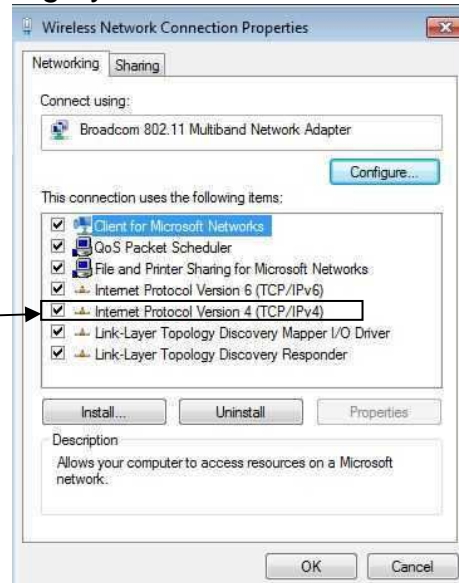 Wireless Network Connection Properties
Networking Sharing
Connect using:
Broadcom 802.11 Multiband Network Adapter
Configure...
This connection uses the following items:
Client for Microsoft Networks
QoS Packet Scheduler
File and Printer Sharing for Microsoft Networks
Internet Protocol Version 6 (TCP/IPv6)
Internet Protocol Version 4 (TCP/IPv4)
Link-Layer Topology Discovery Mapper I/O Driver
Link-Layer Topology Discovery Responder
Install... Uninstall Properties
Description
Allows your computer to access resources on a Microsoft
network.
OK Cancel